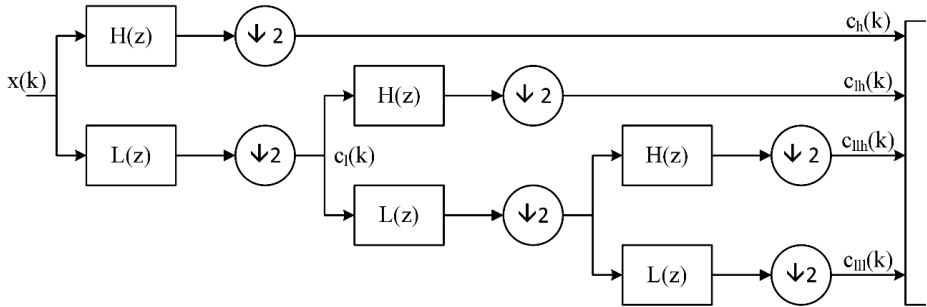 H(z)
↓ 2
c_h(k)
x(k)
H(z)
↓ 2
c_lh(k)
L(z)
↓2
c_l(k)
H(z)
↓ 2
c_llh(k)
L(z)
↓2
L(z)
↓2
c_lll(k)